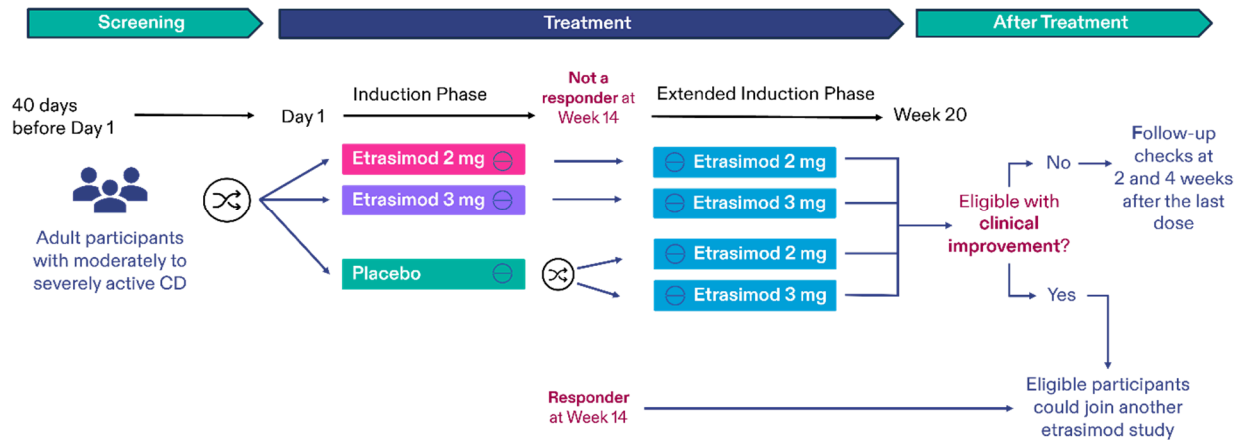 Screening
Treatment
After Treatment
40 days
before Day 1
Day 1
Induction Phase
Not a
responder at
Week 14
Extended Induction Phase
Week 20
Adult participants
with moderately to
severely active CD
Etrasimod 2 mg
Etrasimod 3 mg
Placebo
Etrasimod 2 mg
Etrasimod 3 mg
Etrasimod 2 mg
Etrasimod 3 mg
Eligible with
clinical
improvement?
No
Follow-up
checks at
2 and 4 weeks
after the last
dose
Yes
Responder
at Week 14
Eligible participants
could join another
etrasimod study